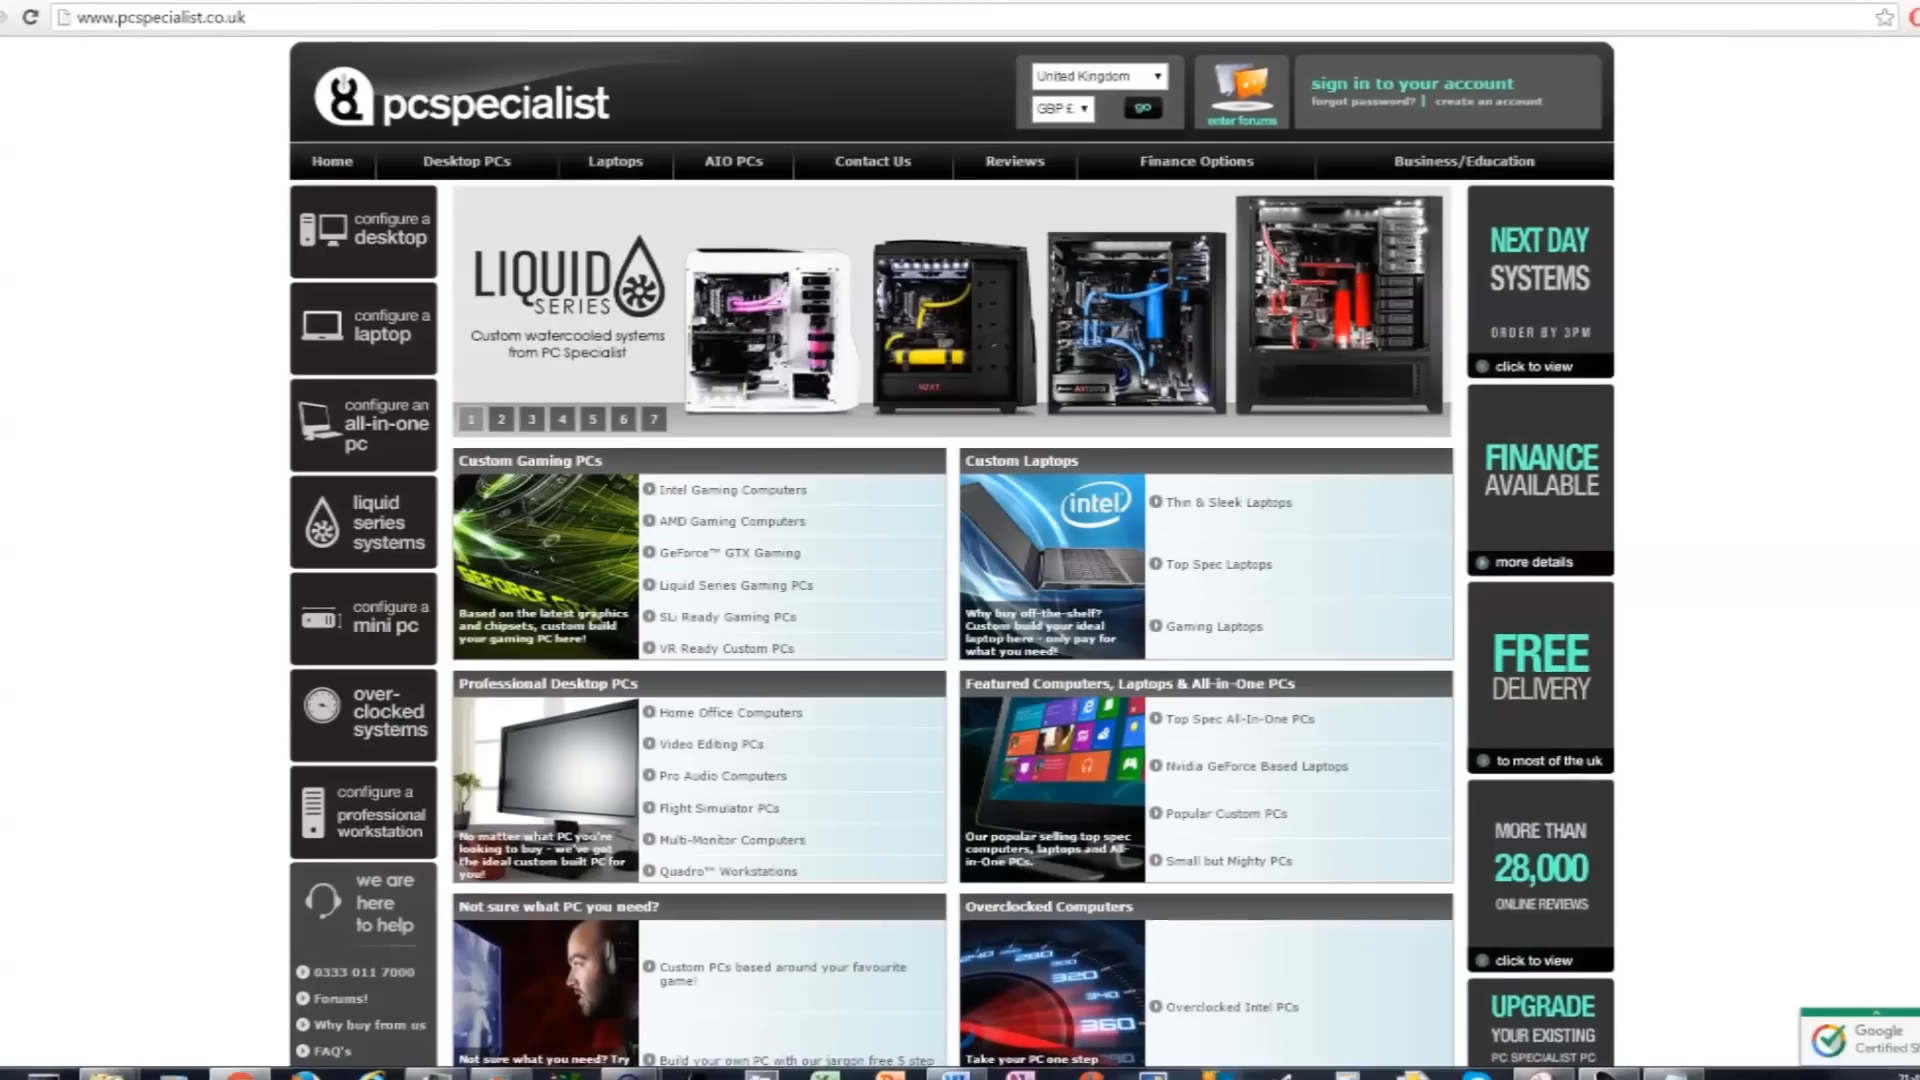 www.pcspecialist.co.uk
pcspecialist
United Kingdom
GBP £
go
enter forums
sign in to your account
forgot password? | create an account
Home
Desktop PCs
Laptops
AIO PCs
Contact Us
Reviews
Finance Options
Business/Education
configure a
desktop
configure a
laptop
configure an
all-in-one
pc
liquid
series
systems
configure a
mini pc
over-
clocked
systems
configure a
professional
workstation
we are
here
to help
0333 011 7000
Forums!
Why buy from us
FAQ's
LIQUID
SERIES
Custom watercooled systems
from PC Specialist
NZXT
1 2 3 4 5 6 7
Custom Gaming PCs
Based on the latest graphics
and chipsets, custom build
your gaming PC here!
Intel Gaming Computers
AMD Gaming Computers
GeForce™ GTX Gaming
Liquid Series Gaming PCs
SLi Ready Gaming PCs
VR Ready Custom PCs
Custom Laptops
intel
Why buy off-the-shelf?
Custom build your ideal
laptop here - only pay for
what you need!
Thin & Sleek Laptops
Top Spec Laptops
Gaming Laptops
Professional Desktop PCs
No matter what PC you're
looking to buy - we've got
the ideal custom built PC for
you!
Home Office Computers
Video Editing PCs
Pro Audio Computers
Flight Simulator PCs
Multi-Monitor Computers
Quadro™ Workstations
Featured Computers, Laptops & All-in-One PCs
Our popular selling top spec
computers, laptops and All-
in-One PCs.
Top Spec All-In-One PCs
Nvidia GeForce Based Laptops
Popular Custom PCs
Small but Mighty PCs
Not sure what PC you need?
Not sure what you need? Try
Custom PCs based around your favourite
game!
Build your own PC with our jargon free 5 step
Overclocked Computers
240
280
320
340
360
Take your PC one step
Overclocked Intel PCs
NEXT DAY
SYSTEMS
ORDER BY 3PM
click to view
FINANCE
AVAILABLE
more details
FREE
DELIVERY
to most of the uk
MORE THAN
28,000
ONLINE REVIEWS
click to view
UPGRADE
YOUR EXISTING
PC SPECIALIST PC
Google
Certified